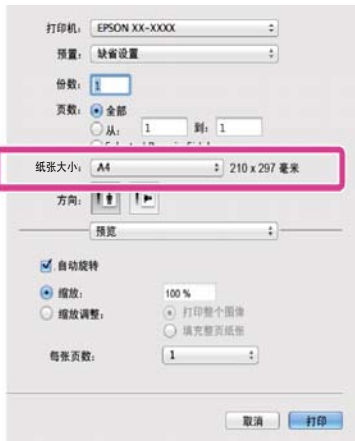 打印机: EPSON XX-XXXX
预置: 缺省设置
份数: 1
页数: 全部
从: 1 到: 1
纸张大小: A4 210 x 297 毫米
方向:
预览
自动旋转
缩放: 100 %
缩放调整: 打印整个图像
填充整页纸张
每张页数: 1
取消 打印